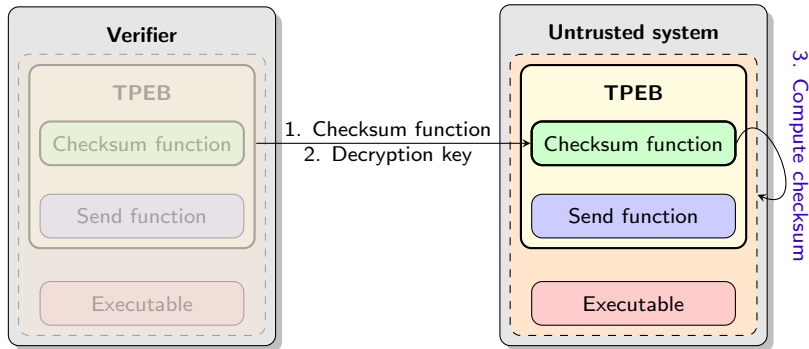 Verifier
TPEB
Checksum function
Send function
Executable
1. Checksum function
2. Decryption key
Untrusted system
TPEB
Checksum function
Send function
Executable
3. Compute checksum